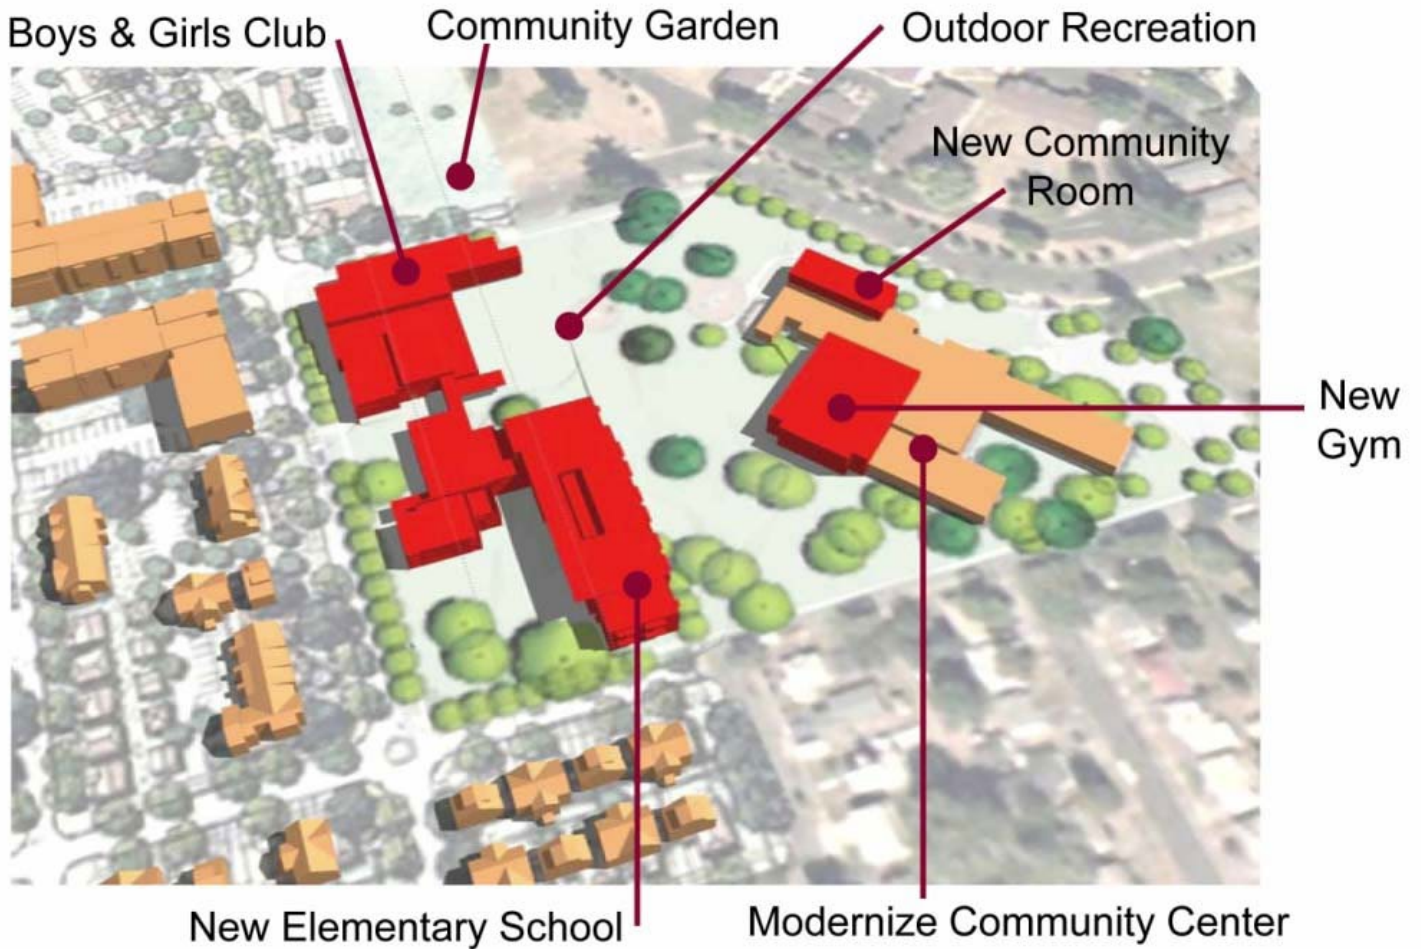 Boys & Girls Club
Community Garden
Outdoor Recreation
New Community
Room
New
Gym
New Elementary School
Modernize Community Center